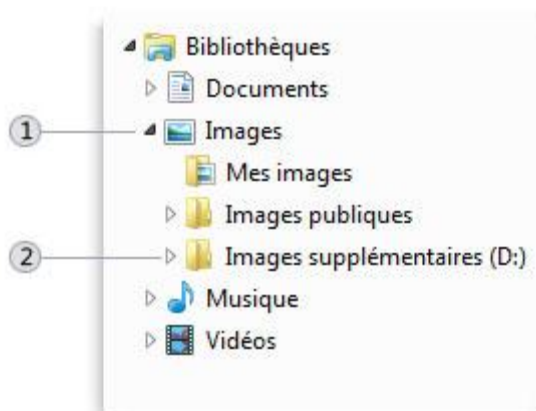 Bibliothèques
Documents
1
Images
Mes images
Images publiques
2
Images supplémentaires (D:)
Musique
Vidéos